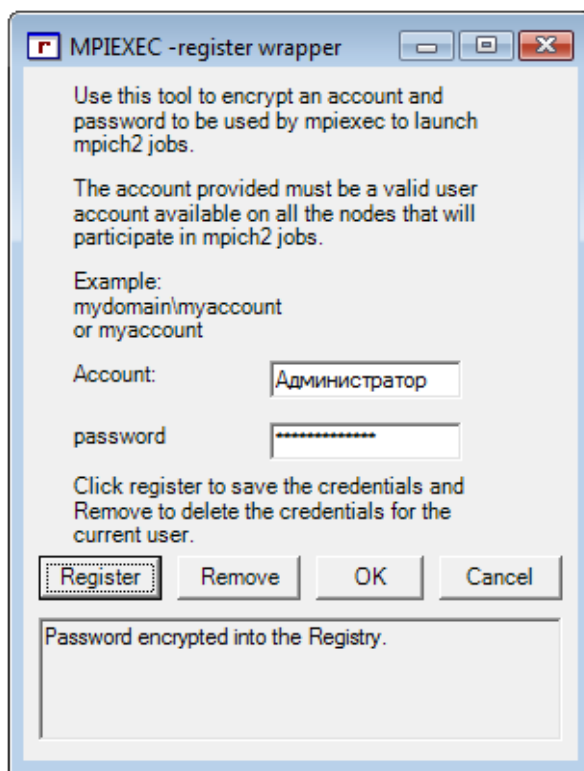 MPIEXEC -register wrapper
Use this tool to encrypt an account and
password to be used by mpiexec to launch
mpich2 jobs.
The account provided must be a valid user
account available on all the nodes that will
participate in mpich2 jobs.
Example:
mydomain\myaccount
or myaccount
Account: Администратор
password *************
Click register to save the credentials and
Remove to delete the credentials for the
current user.
Register Remove OK Cancel
Password encrypted into the Registry.